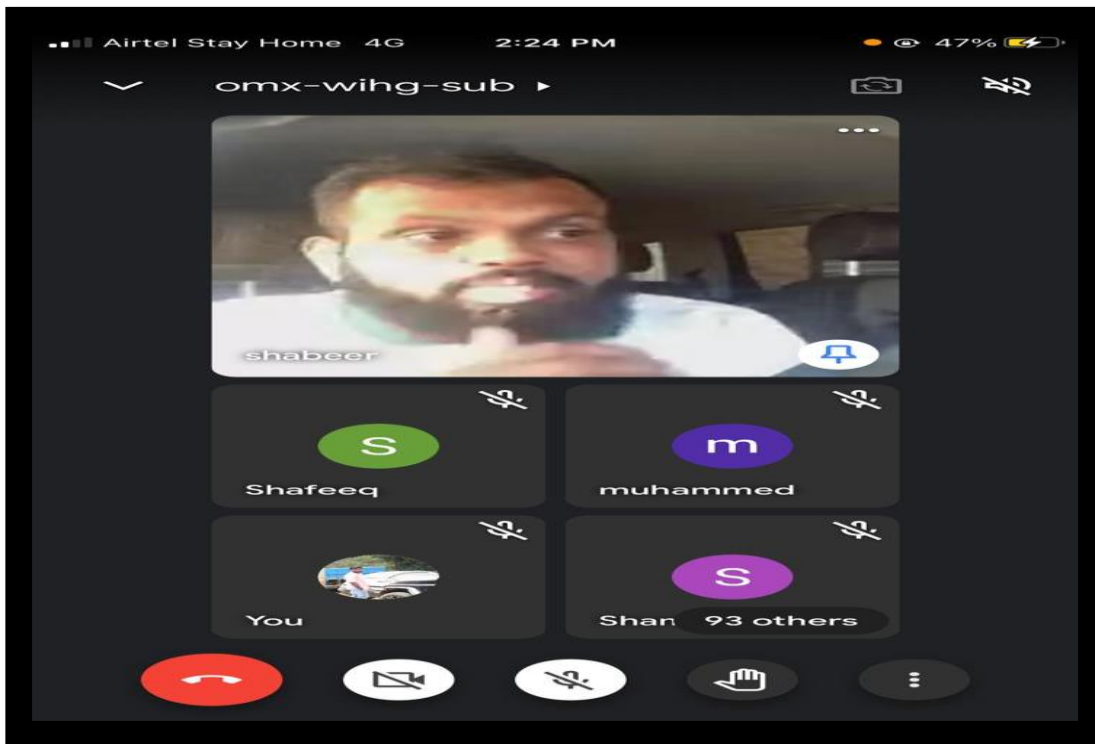 Airtel Stay Home 4G 2:24 PM 47%
omx-wihg-sub
shabeer
S m
Shafeeq muhammed
S
You Shan 93 others